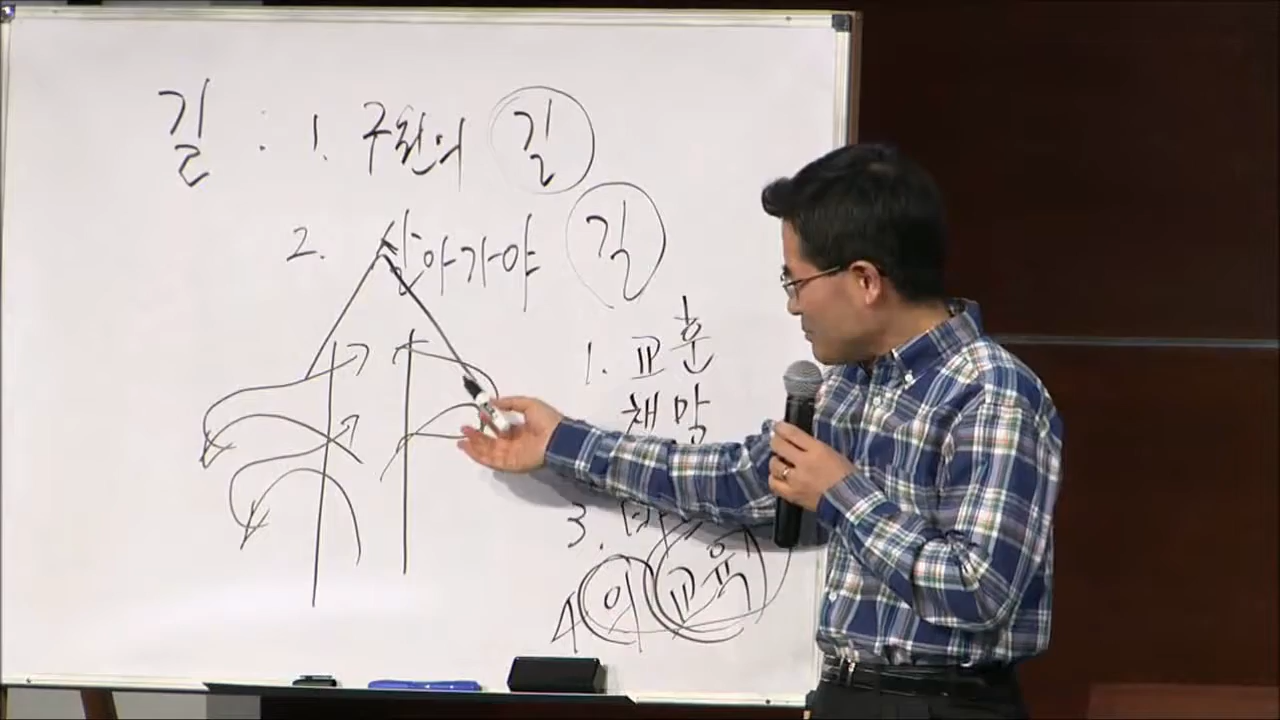 길 : 1. 구원의 길
2. 살아가야 길
1. 교훈
책망
3. 바
4 의 교육